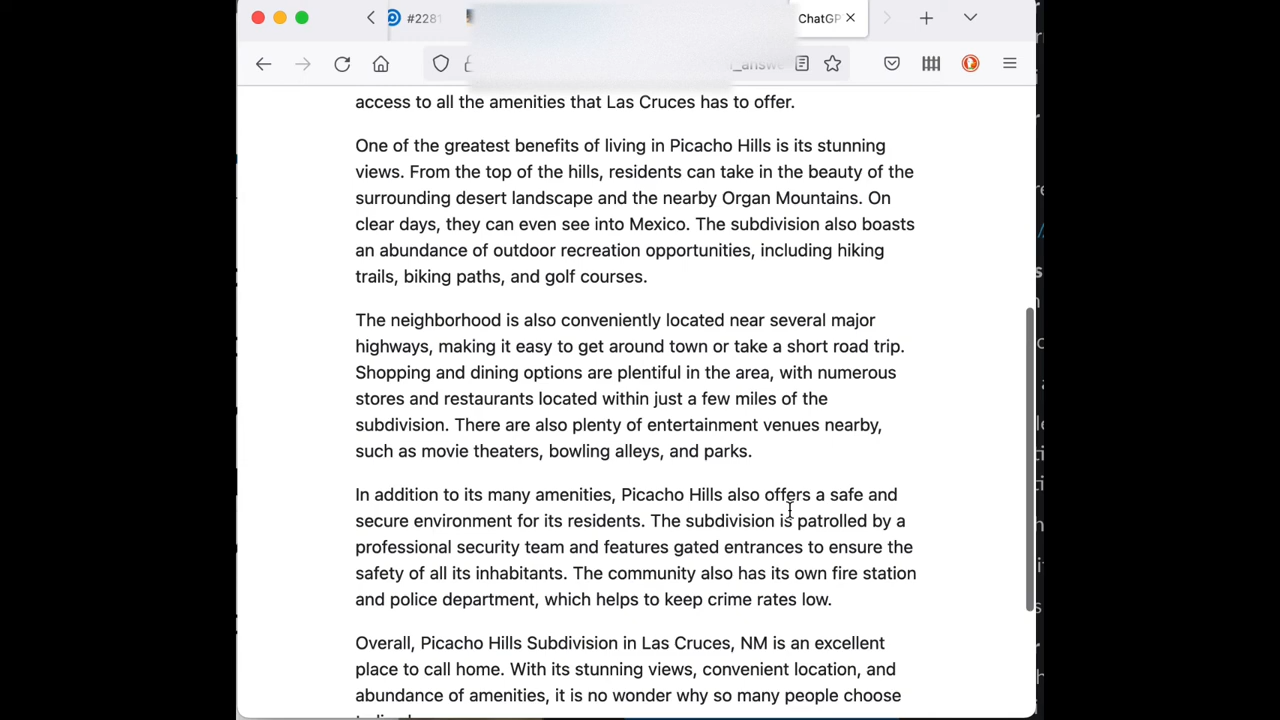 #2281
ChatGP
access to all the amenities that Las Cruces has to offer.
One of the greatest benefits of living in Picacho Hills is its stunning
views. From the top of the hills, residents can take in the beauty of the
surrounding desert landscape and the nearby Organ Mountains. On
clear days, they can even see into Mexico. The subdivision also boasts
an abundance of outdoor recreation opportunities, including hiking
trails, biking paths, and golf courses.
The neighborhood is also conveniently located near several major
highways, making it easy to get around town or take a short road trip.
Shopping and dining options are plentiful in the area, with numerous
stores and restaurants located within just a few miles of the
subdivision. There are also plenty of entertainment venues nearby,
such as movie theaters, bowling alleys, and parks.
In addition to its many amenities, Picacho Hills also offers a safe and
secure environment for its residents. The subdivision is patrolled by a
professional security team and features gated entrances to ensure the
safety of all its inhabitants. The community also has its own fire station
and police department, which helps to keep crime rates low.
Overall, Picacho Hills Subdivision in Las Cruces, NM is an excellent
place to call home. With its stunning views, convenient location, and
abundance of amenities, it is no wonder why so many people choose